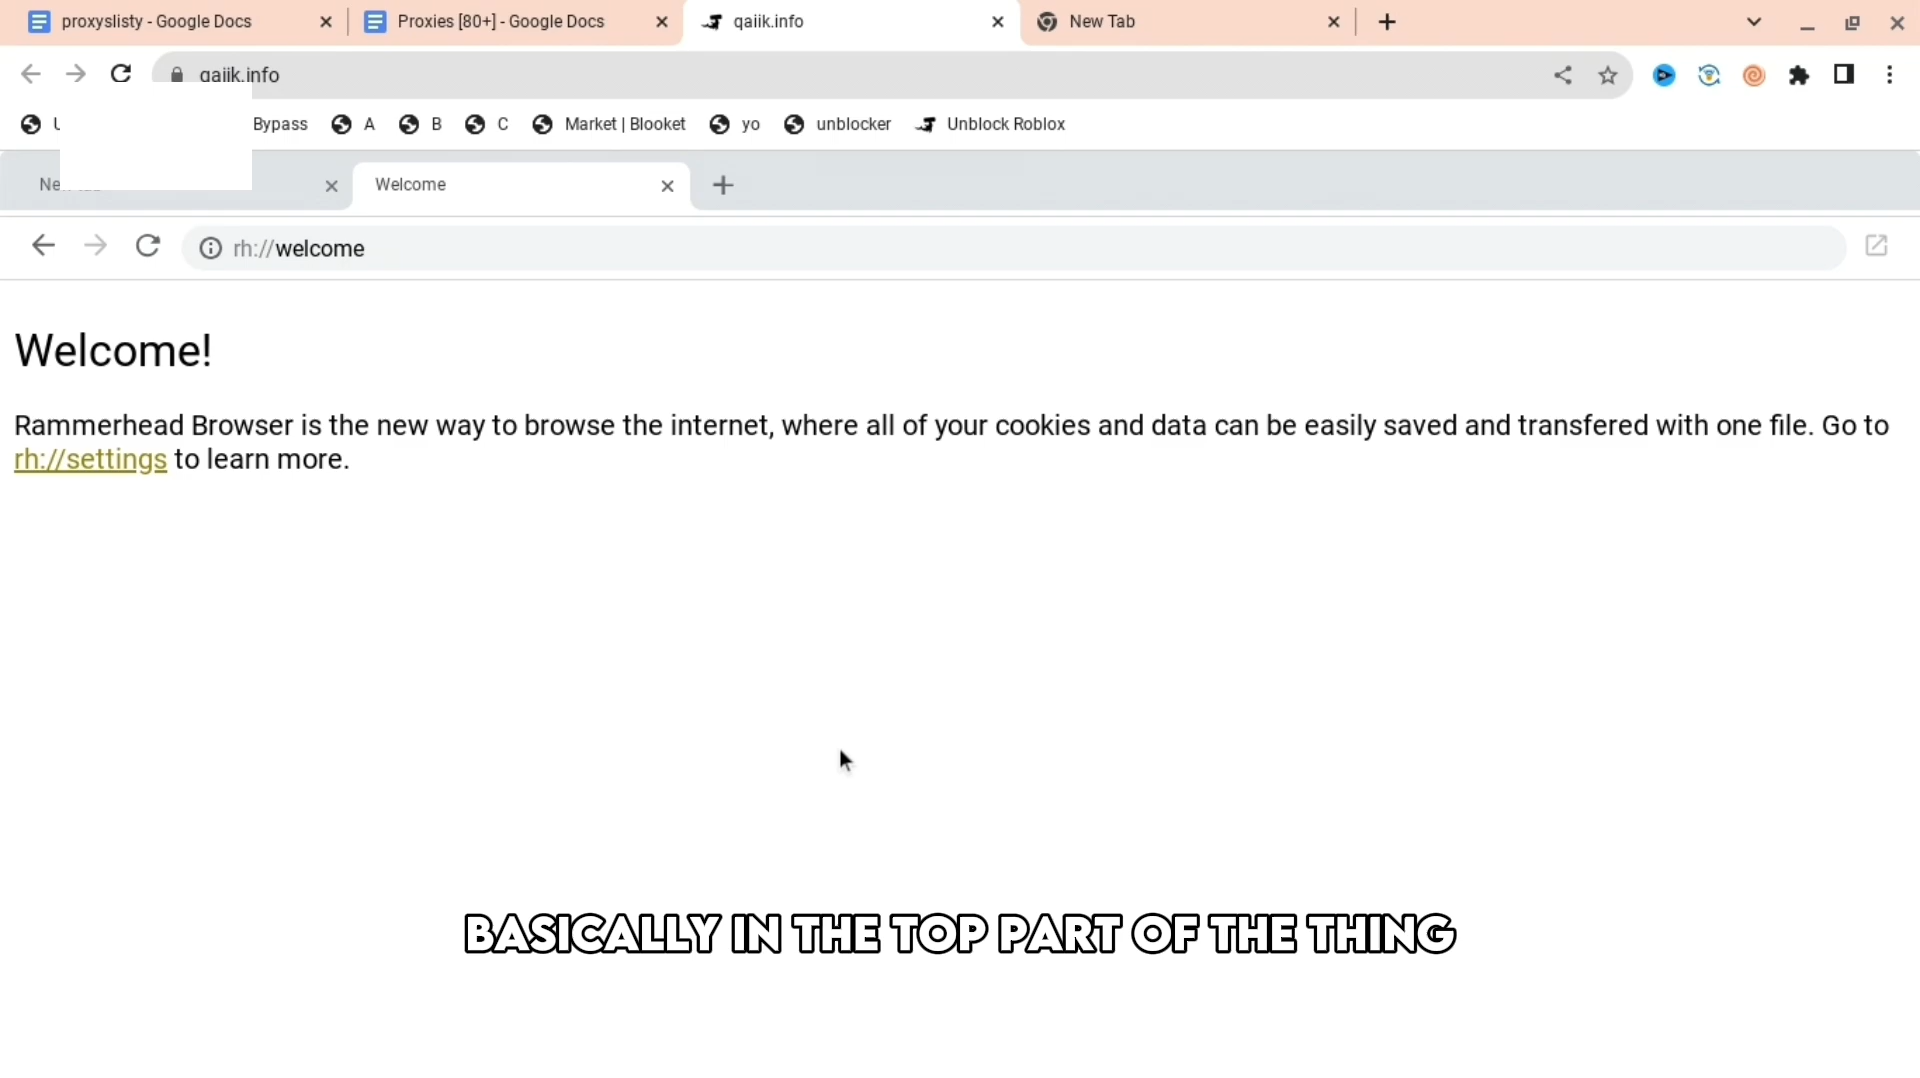 proxyslisty - Google Docs
Proxies [80+] - Google Docs
qaiik.info
New Tab
qaiik.info
Bypass
A
B
C
Market | Blooket
yo
unblocker
Unblock Roblox
Welcome
rh://welcome
Welcome!
Rammerhead Browser is the new way to browse the internet, where all of your cookies and data can be easily saved and transfered with one file. Go to
rh://settings to learn more.
BASICALLY IN THE TOP PART OF THE THING